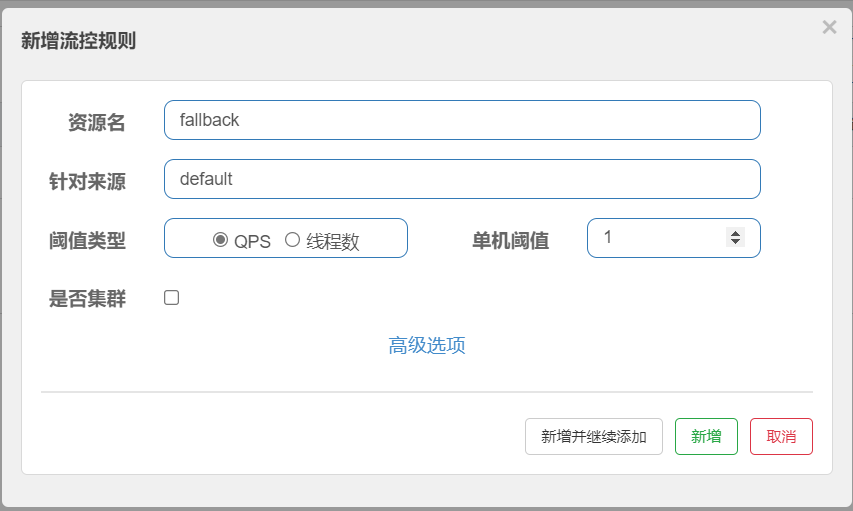 新增流控规则
资源名 fallback
针对来源 default
阈值类型 QPS 线程数 单机阈值 1
是否集群
高级选项
新增并继续添加 新增 取消